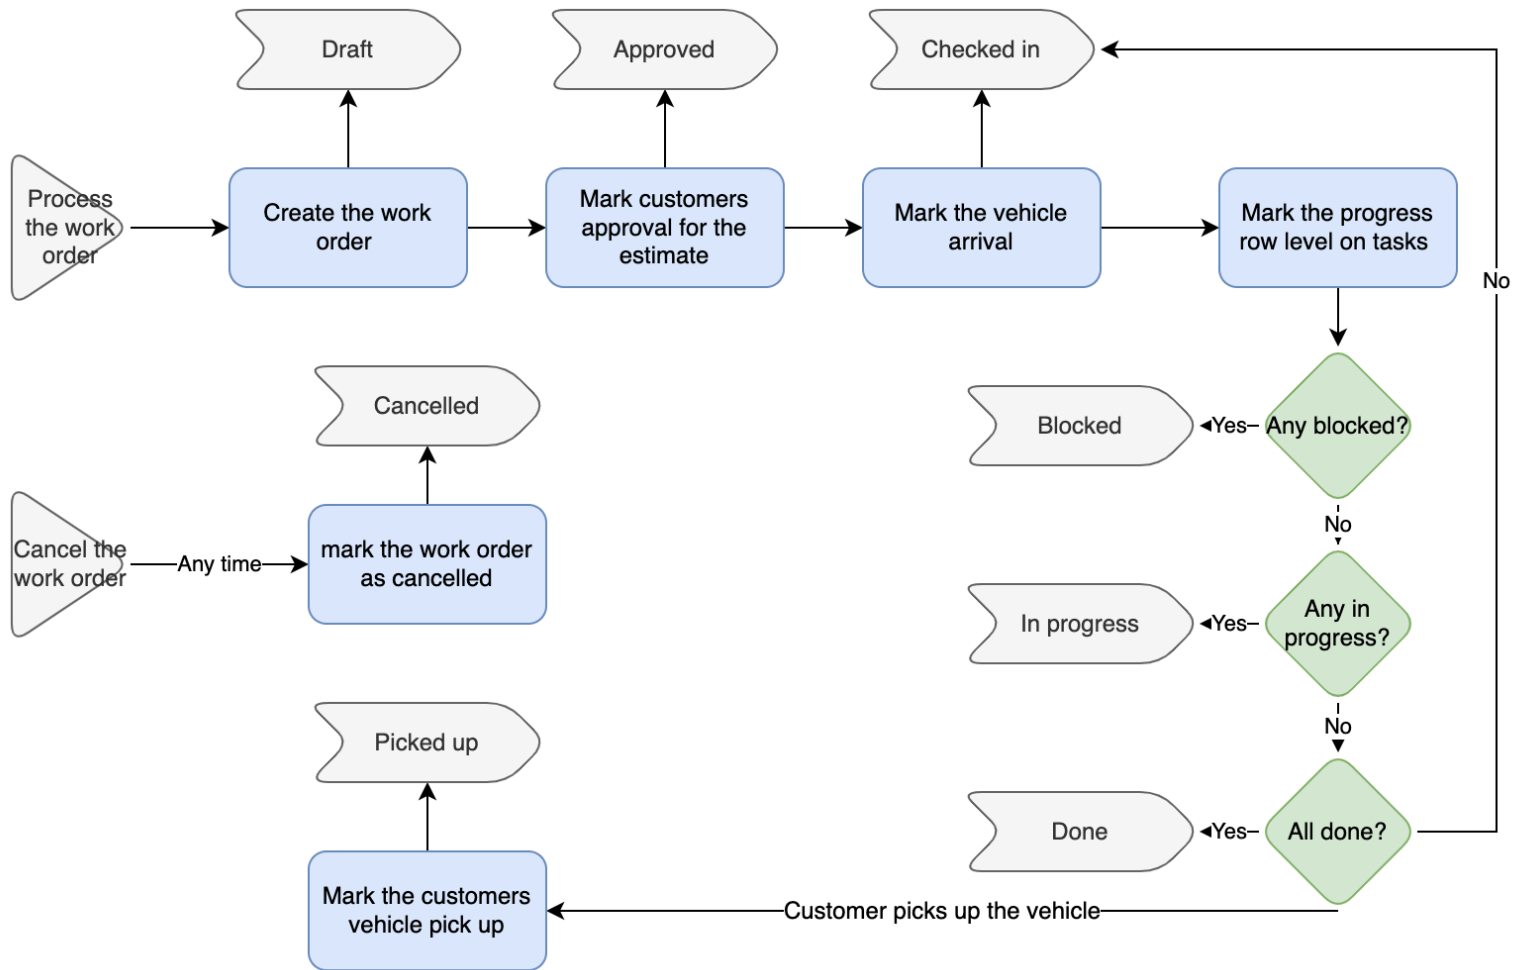 Draft
Approved
Checked in
Process
the work
order
Create the work
order
Mark customers
approval for the
estimate
Mark the vehicle
arrival
Mark the progress
row level on tasks
No
Cancelled
Blocked
Yes
Any blocked?
No
Cancel the
work order
Any time
mark the work order
as cancelled
In progress
Yes
Any in
progress?
No
Picked up
Done
Yes
All done?
Mark the customers
vehicle pick up
Customer picks up the vehicle